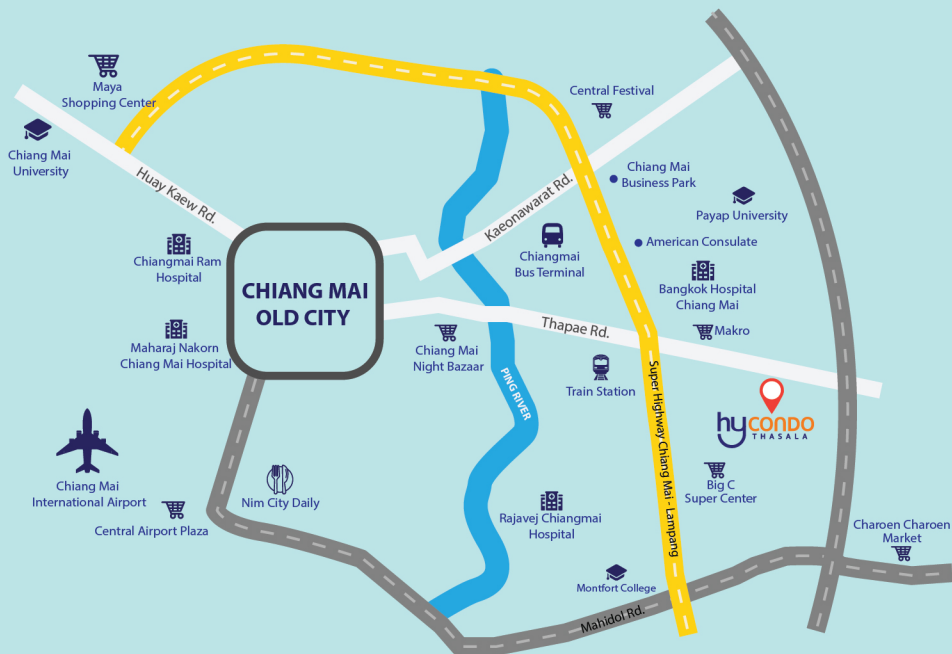 Maya
Shopping Center
Central Festival
Chiang Mai
University
Huay Kaew Rd.
Chiang Mai
Business Park
Kaeonawarat Rd.
Payap University
Chiangmai Ram
Hospital
Chiangmai
Bus Terminal
American Consulate
CHIANG MAI
OLD CITY
Bangkok Hospital
Chiang Mai
Thapae Rd.
Makro
Maharaj Nakorn
Chiang Mai Hospital
Chiang Mai
Night Bazaar
PING RIVER
Train Station
Super Highway Chiang Mai - Lampang
hyCONDO
THASALA
Chiang Mai
International Airport
Nim City Daily
Central Airport Plaza
Big C
Super Center
Rajavej Chiangmai
Hospital
Charoen Charoen
Market
Montfort College
Mahidol Rd.